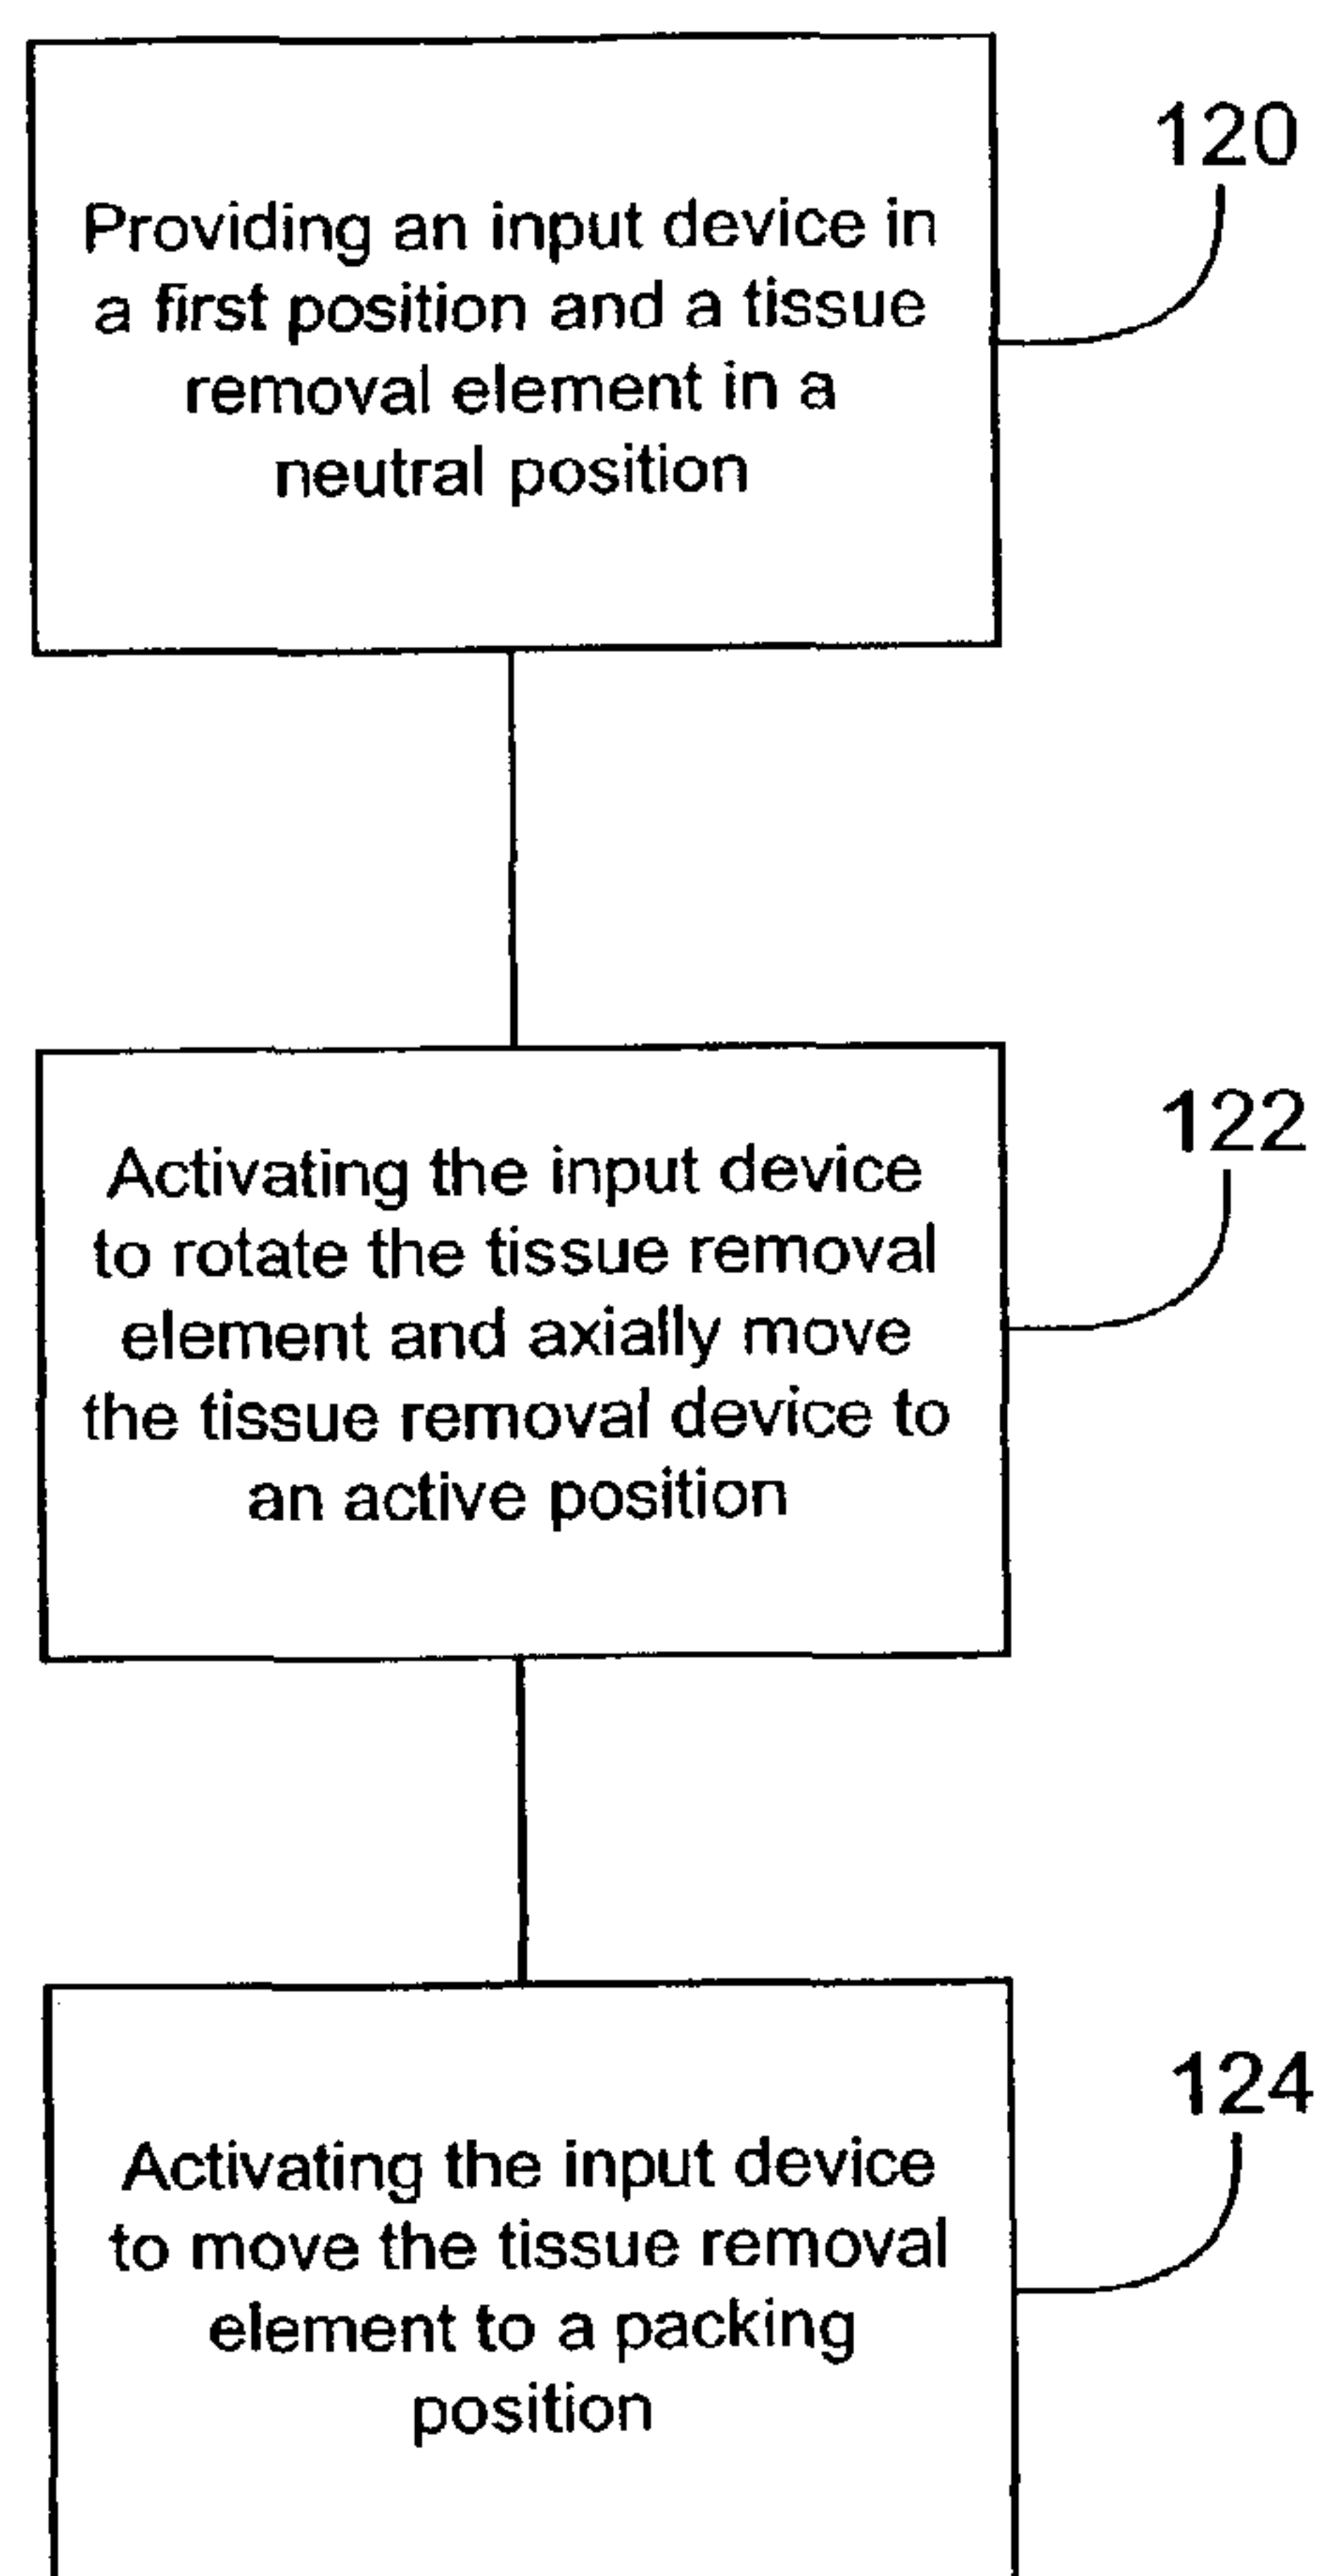 120
Providing an input device in
a first position and a tissue
removal element in a
neutral position
122
Activating the input device
to rotate the tissue removal
element and axially move
the tissue removal device to
an active position
124
Activating the input device
to move the tissue removal
element to a packing
position